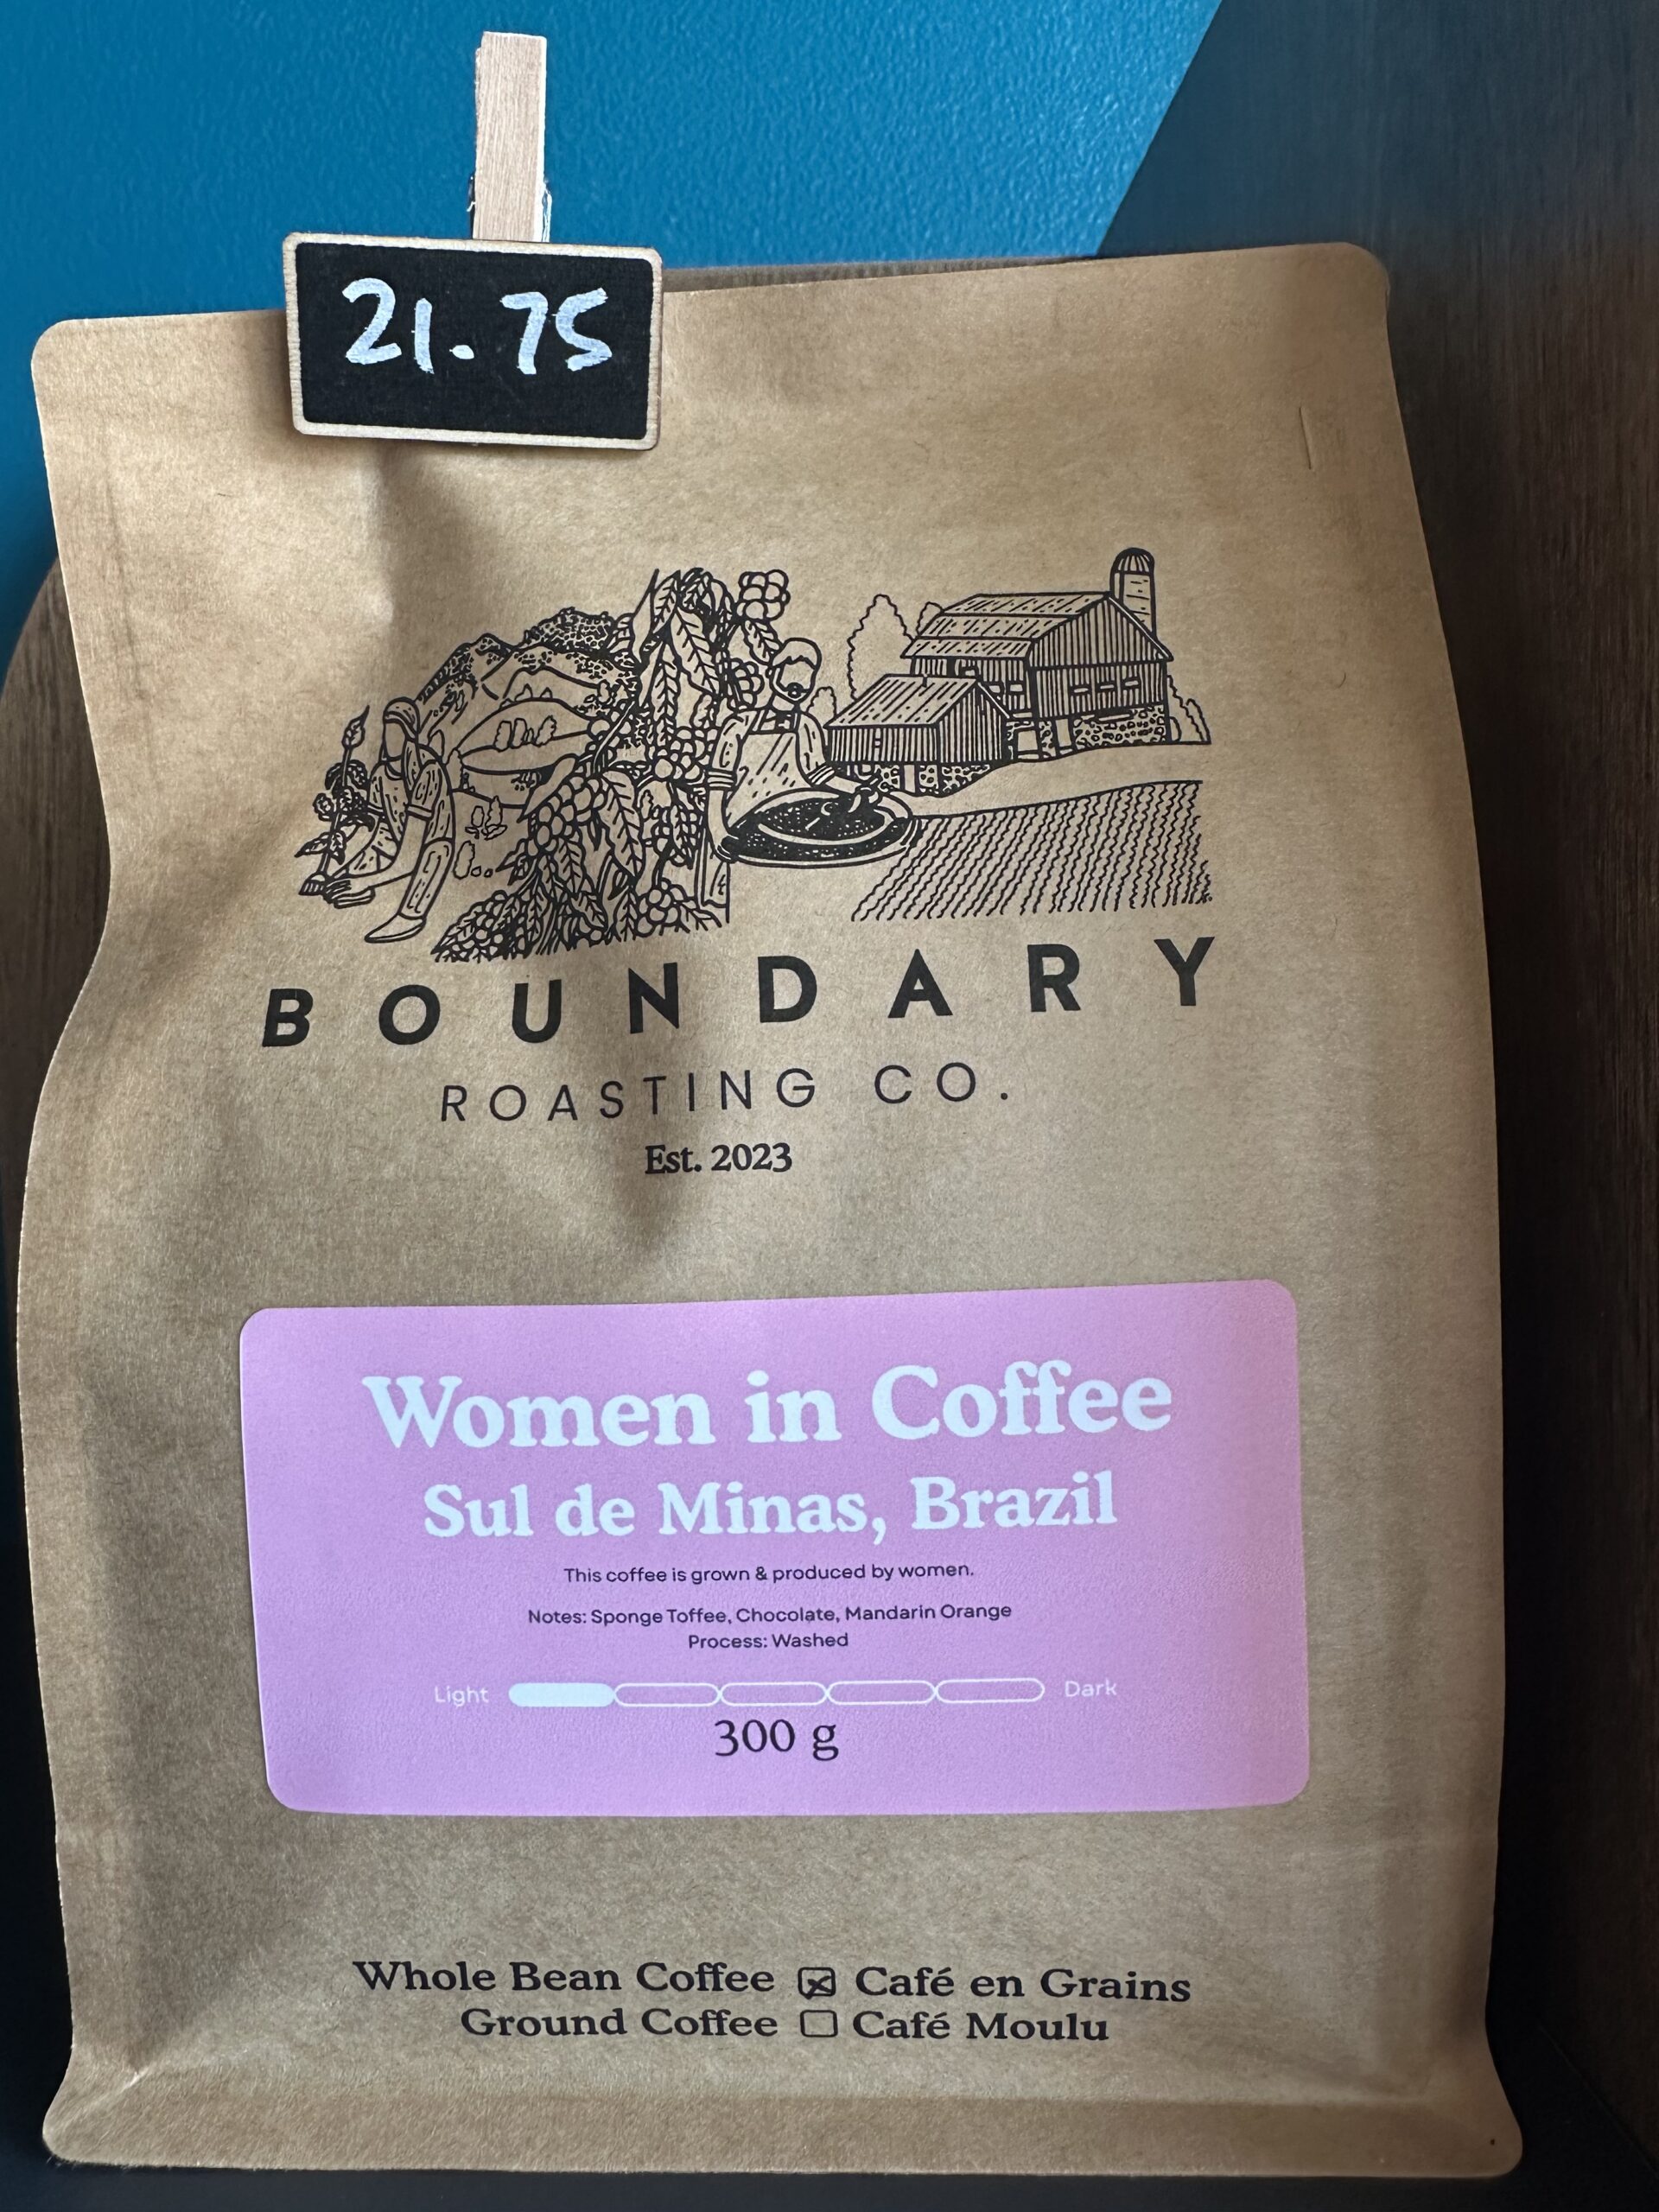 21.75
BOUNDARY
ROASTING CO.
Est. 2023
Women in Coffee
Sul de Minas, Brazil
This coffee is grown & produced by women.
Notes: Sponge Toffee, Chocolate, Mandarin Orange
Process: Washed
Light Dark
300 g
Whole Bean Coffee Café en Grains
Ground Coffee Café Moulu